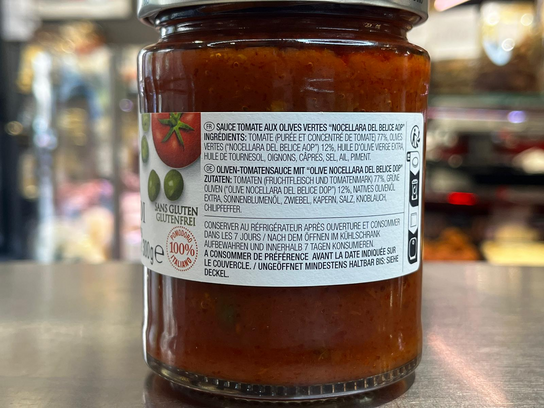 FR SAUCE TOMATE AUX OLIVES VERTES "NOCELLARA DEL BELICE AOP"
INGRÉDIENTS: TOMATE (PURÉE ET CONCENTRÉ DE TOMATE) 77%, OLIVES
VERTES ("NOCELLARA DEL BELICE AOP") 12%, HUILE D'OLIVE VIERGE EXTRA,
HUILE DE TOURNESOL, OIGNONS, CÂPRES, SEL, AIL, PIMENT.
DE OLIVEN-TOMATENSAUCE MIT "OLIVE NOCELLARA DEL BELICE DOP"
ZUTATEN: TOMATEN (FRUCHTFLEISCH UND TOMATENMARK) 77%, GRÜNE
OLIVEN ("OLIVE NOCELLARA DEL BELICE DOP") 12%, NATIVES OLIVENÖL
EXTRA, SONNENBLUMENÖL, ZWIEBEL, KAPERN, SALZ, KNOBLAUCH,
CHILIPFEFFER.
CONSERVER AU RÉFRIGÉRATEUR APRÈS OUVERTURE ET CONSOMMER
DANS LES 7 JOURS / NACH DEM ÖFFNEN IM KÜHLSCHRANK
AUFBEWAHREN UND INNERHALB 7 TAGEN KONSUMIEREN.
A CONSOMMER DE PRÉFÉRENCE AVANT LA DATE INDIQUÉE SUR
LE COUVERCLE. / UNGEÖFFNET MINDESTENS HALTBAR BIS: SIEHE
DECKEL.
SANS GLUTEN
GLUTENFREI
POMODORO
100%
ITALIANO